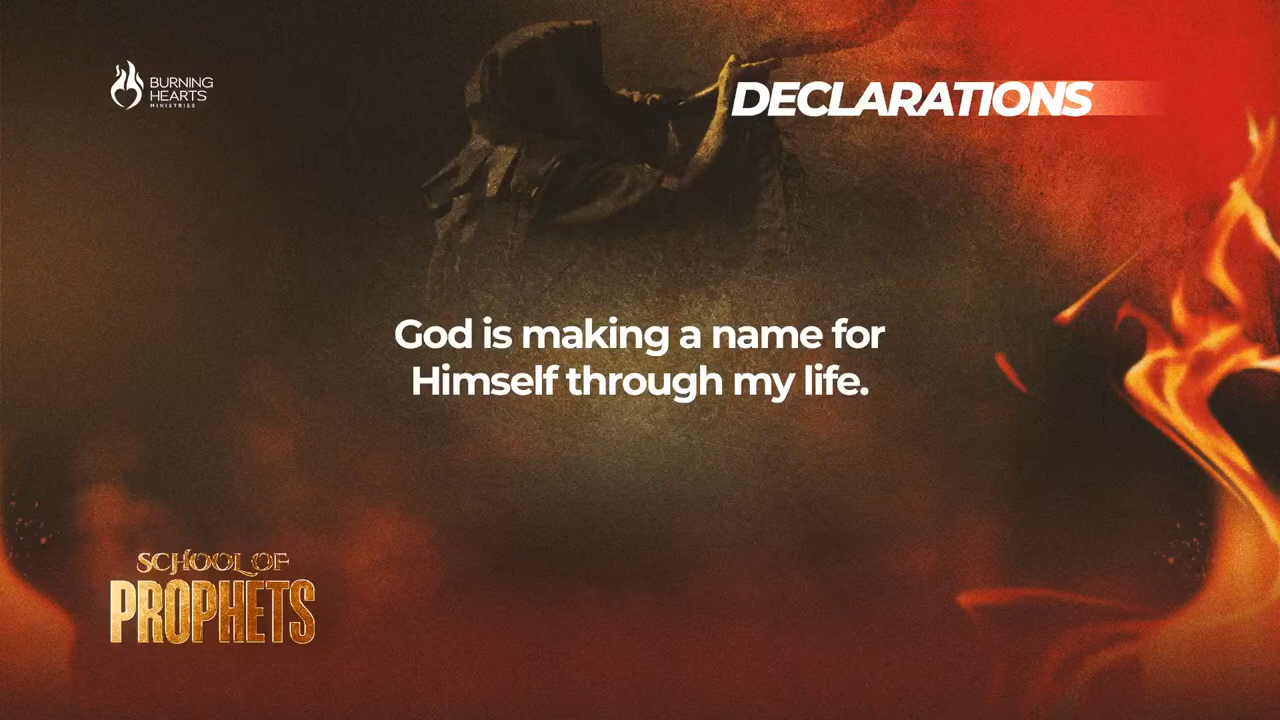 BURNING
HEARTS
MINISTRIES
DECLARATIONS
God is making a name for
Himself through my life.
SCHOOL OF
PROPHETS